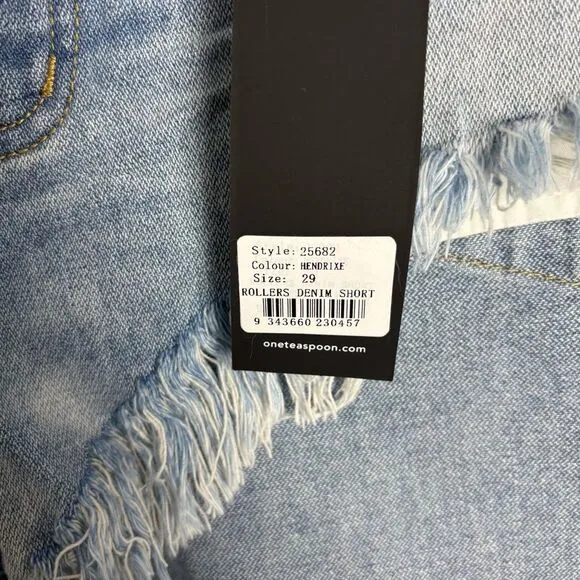 Style: 25682
Colour: HENDRIXE
Size: 29
ROLLERS DENIM SHORT
9 343660 230457
oneteaspoon.com